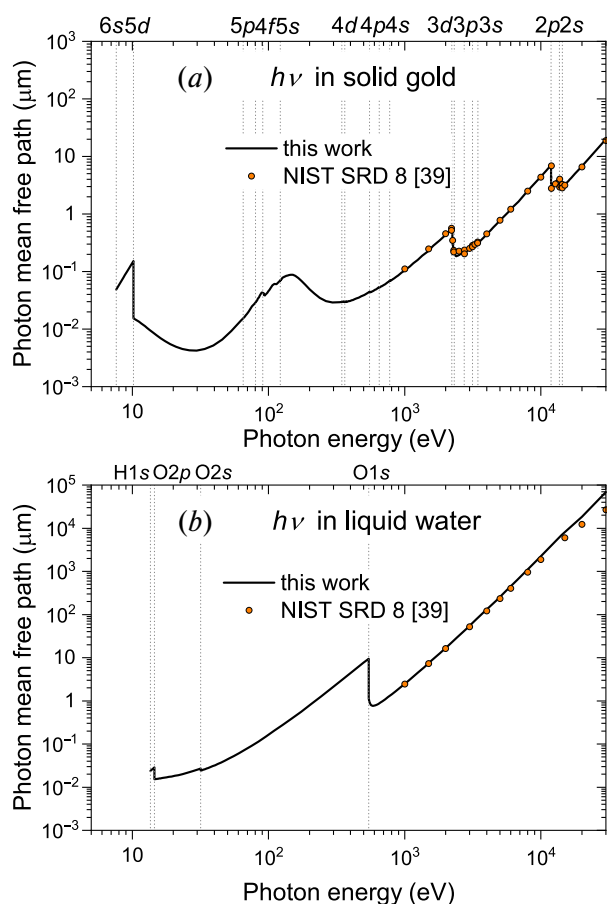 6s5d 5p4f5s 4d 4p4s 3d3p3s 2p2s
(a) hν in solid gold
this work
NIST SRD 8 [39]
Photon mean free path (μm)
10³
10²
10
1
10⁻¹
10⁻²
10⁻³
10 10² 10³ 10⁴
Photon energy (eV)
H1s O2p O2s O1s
(b) hν in liquid water
this work
NIST SRD 8 [39]
Photon mean free path (μm)
10⁵
10⁴
10³
10²
10
1
10⁻¹
10⁻²
10⁻³
10 10² 10³ 10⁴
Photon energy (eV)